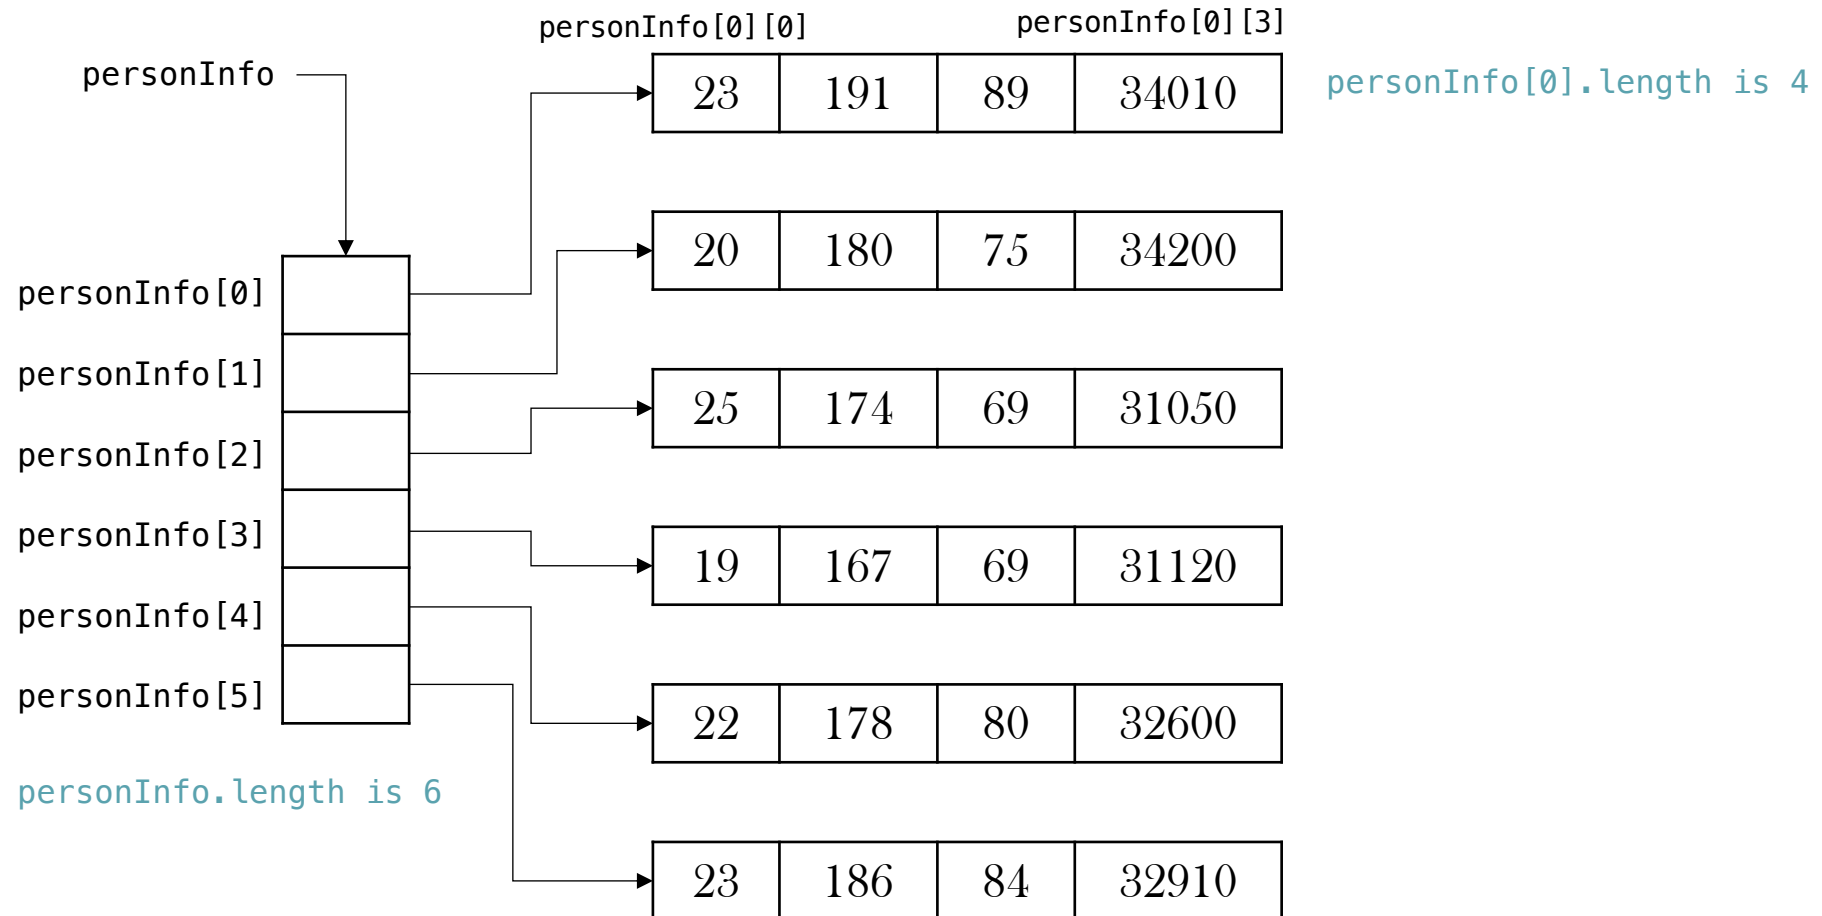 personInfo[0][0] personInfo[0][3]
personInfo
23 191 89 34010
personInfo[0].length is 4
20 180 75 34200
personInfo[0]
personInfo[1]
25 174 69 31050
personInfo[2]
personInfo[3]
19 167 69 31120
personInfo[4]
personInfo[5]
22 178 80 32600
personInfo.length is 6
23 186 84 32910